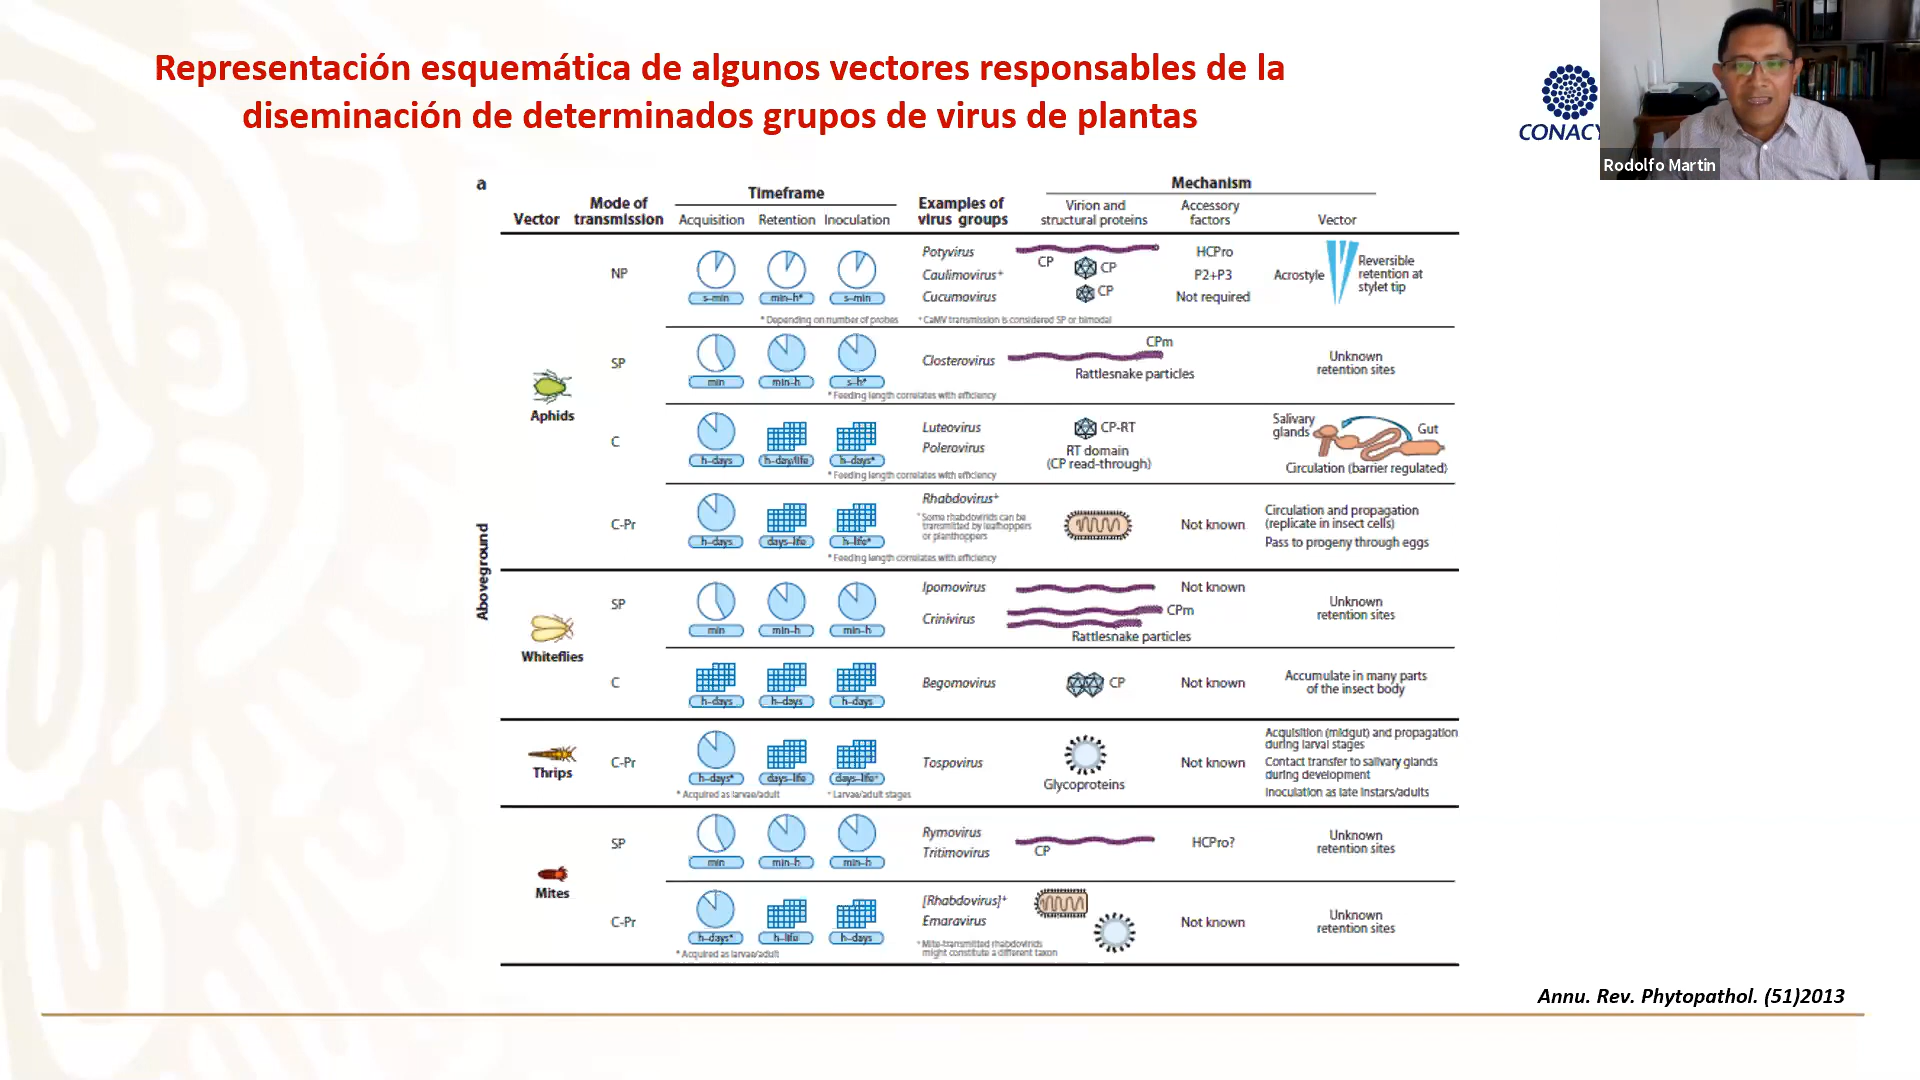 Representación esquemática de algunos vectores responsables de la
diseminación de determinados grupos de virus de plantas
CONACY
Rodolfo Martin
a
Vector
Mode of
transmission
Timeframe
Acquisition Retention Inoculation
Examples of
virus groups
Mechanism
Virion and
structural proteins
Accessory
factors
Vector
Aboveground
Aphids
NP
s–min
min–h*
s–min
* Depending on number of probes
Potyvirus
Caulimovirus+
Cucumovirus
+ CaMV transmission is considered SP or bimodal
CP
CP
CP
HCPro
P2+P3
Not required
Acrostyle
Reversible
retention at
stylet tip
SP
min
min–h
s–h*
* Feeding length correlates with efficiency
Closterovirus
CPm
Rattlesnake particles
Unknown
retention sites
C
h–days
h–day/life
h–days*
* Feeding length correlates with efficiency
Luteovirus
Polerovirus
CP-RT
RT domain
(CP read-through)
Salivary
glands
Gut
Circulation (barrier regulated)
C-Pr
h–days
days–life
h–life*
* Feeding length correlates with efficiency
Rhabdovirus+
+ Some rhabdovirids can be
transmitted by leafhoppers
or planthoppers
Not known
Circulation and propagation
(replicate in insect cells)
Pass to progeny through eggs
Whiteflies
SP
min
min–h
min–h
Ipomovirus
Crinivirus
CPm
Rattlesnake particles
Not known
Unknown
retention sites
C
h–days
h–days
h–days
Begomovirus
CP
Not known
Accumulate in many parts
of the insect body
Thrips
C-Pr
h–days*
days–life
days–life+
* Acquired as larvae/adult
+ Larvae/adult stages
Tospovirus
Glycoproteins
Not known
Acquisition (midgut) and propagation
during larval stages
Contact transfer to salivary glands
during development
Inoculation as late instars/adults
Mites
SP
min
min–h
min–h
Rymovirus
Tritimovirus
CP
HCPro?
Unknown
retention sites
C-Pr
h–days*
h–life
h–days
* Acquired as larvae/adult
[Rhabdovirus]+
Emaravirus
+ Mite-transmitted rhabdovirids
might constitute a different taxon
Not known
Unknown
retention sites
Annu. Rev. Phytopathol. (51)2013